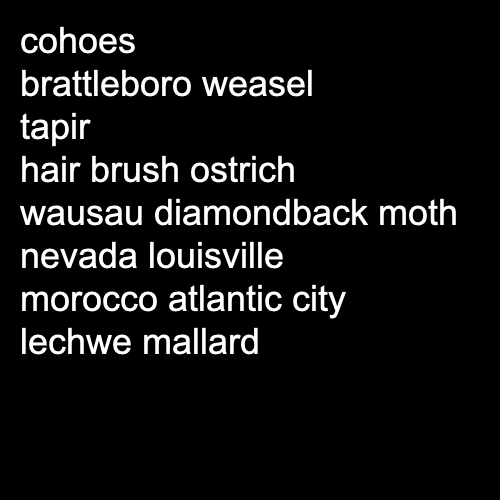 cohoes
brattleboro weasel
tapir
hair brush ostrich
wausau diamondback moth
nevada louisville
morocco atlantic city
lechwe mallard